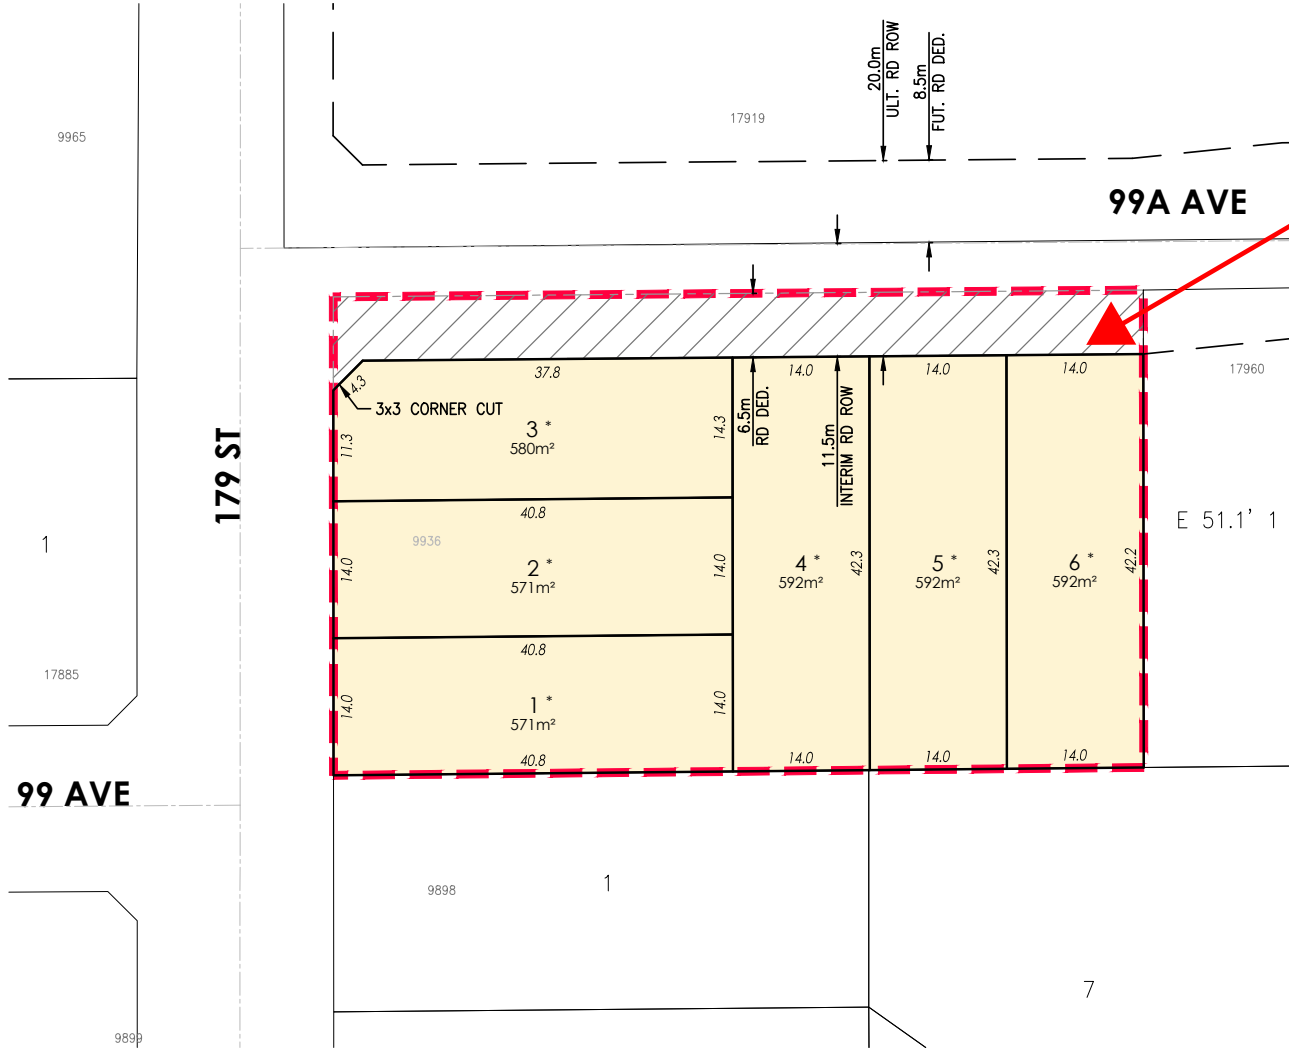 20.0m
ULT. RD ROW
8.5m
FUT. RD DED.
17919
9965
99A AVE
37.8
14.0
14.0
14.0
17960
4.3
3x3 CORNER CUT
6.5m
RD DED.
11.5m
INTERIM RD ROW
11.3
3 *
580m²
14.3
179 ST
40.8
9936
1
E 51.1' 1
14.0
2 *
571m²
14.0
4 *
592m²
42.3
5 *
592m²
42.3
6 *
592m²
42.2
40.8
17885
14.0
1 *
571m²
14.0
40.8
14.0
14.0
14.0
99 AVE
9898
1
7
9899